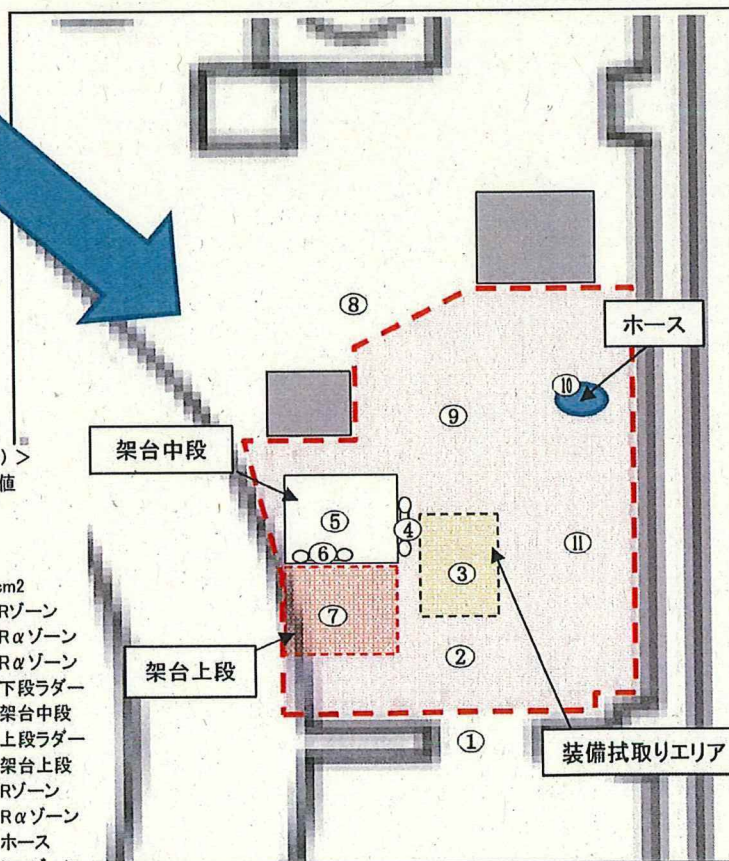 ⑧
ホース
⑩
⑨
)＞
架台中段
値
⑤
④
⑪
⑥
③
cm2
Rゾーン
⑦
Rαゾーン
②
Rαゾーン
架台上段
下段ラダー
架台中段
①
上段ラダー
装備拭取りエリア
架台上段
Rゾーン
Rαゾーン
ホース